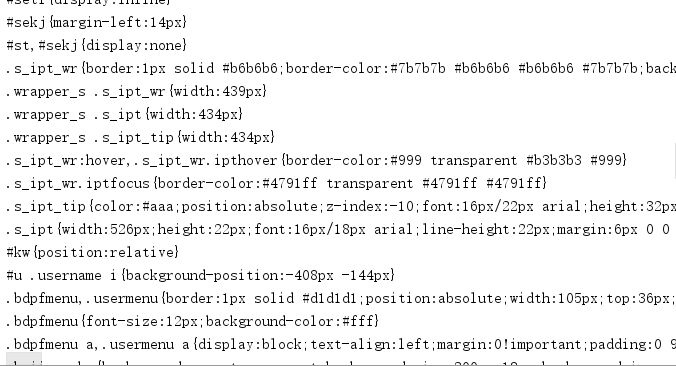 #sekj{margin-left:14px}
#st,#sekj{display:none}
.s_ipt_wr{border:1px solid #b6b6b6;border-color:#7b7b7b #b6b6b6 #b6b6b6 #7b7b7b;back
.wrapper_s .s_ipt_wr{width:439px}
.wrapper_s .s_ipt{width:434px}
.wrapper_s .s_ipt_tip{width:434px}
.s_ipt_wr:hover,.s_ipt_wr.ipthover{border-color:#999 transparent #b3b3b3 #999}
.s_ipt_wr.iptfocus{border-color:#4791ff transparent #4791ff #4791ff}
.s_ipt_tip{color:#aaa;position:absolute;z-index:-10;font:16px/22px arial;height:32px
.s_ipt{width:526px;height:22px;font:16px/18px arial;line-height:22px;margin:6px 0 0
#kw{position:relative}
#u .username i{background-position:-408px -144px}
.bdpfmenu,.usermenu{border:1px solid #d1d1d1;position:absolute;width:105px;top:36px;
.bdpfmenu{font-size:12px;background-color:#fff}
.bdpfmenu a,.usermenu a{display:block;text-align:left;margin:0!important;padding:0 9